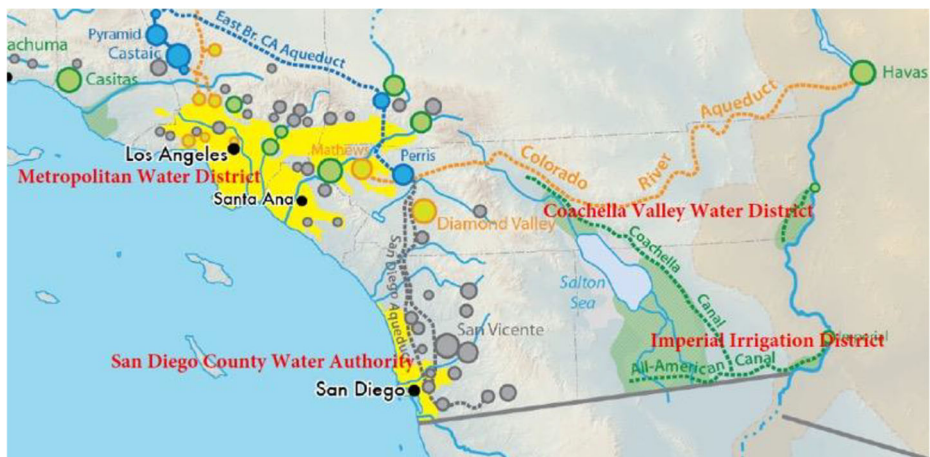 East Br. CA Aqueduct
Pyramid
achuma
Castaic
Casitas
Havas
Aqueduct
Los Angeles
Mathews
Perris
Colorado
River
Metropolitan Water District
Santa Ana
Coachella Valley Water District
Diamond Valley
San Diego Aqueduct
Coachella
Canal
Salton
Sea
San Vicente
Imperial Irrigation District
Imperial
San Diego County Water Authority
All-American Canal
San Diego